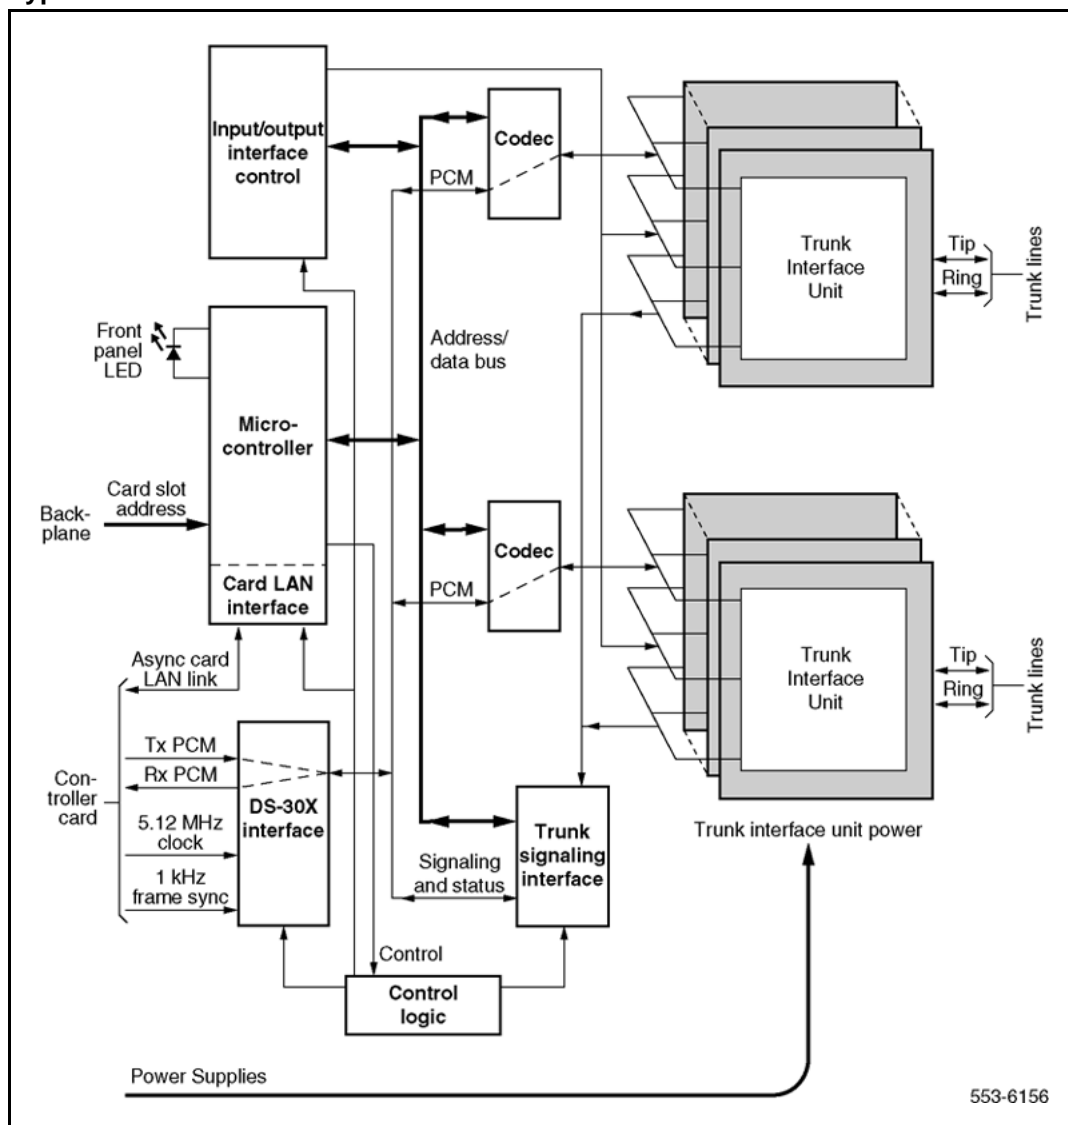 Input/output
interface
control
Codec
PCM
Trunk
Interface
Unit
Tip
Ring
Trunk lines
Front
panel
LED
Address/
data bus
Micro-
controller
Card slot
address
Back-
plane
Codec
PCM
Card LAN
interface
Trunk
Interface
Unit
Tip
Ring
Trunk lines
Async card
LAN link
Tx PCM
Rx PCM
Con-
troller
card
DS-30X
interface
5.12 MHz
clock
1 kHz
frame sync
Trunk
signaling
interface
Signaling
and status
Trunk interface unit power
Control
Control
logic
Power Supplies
553-6156